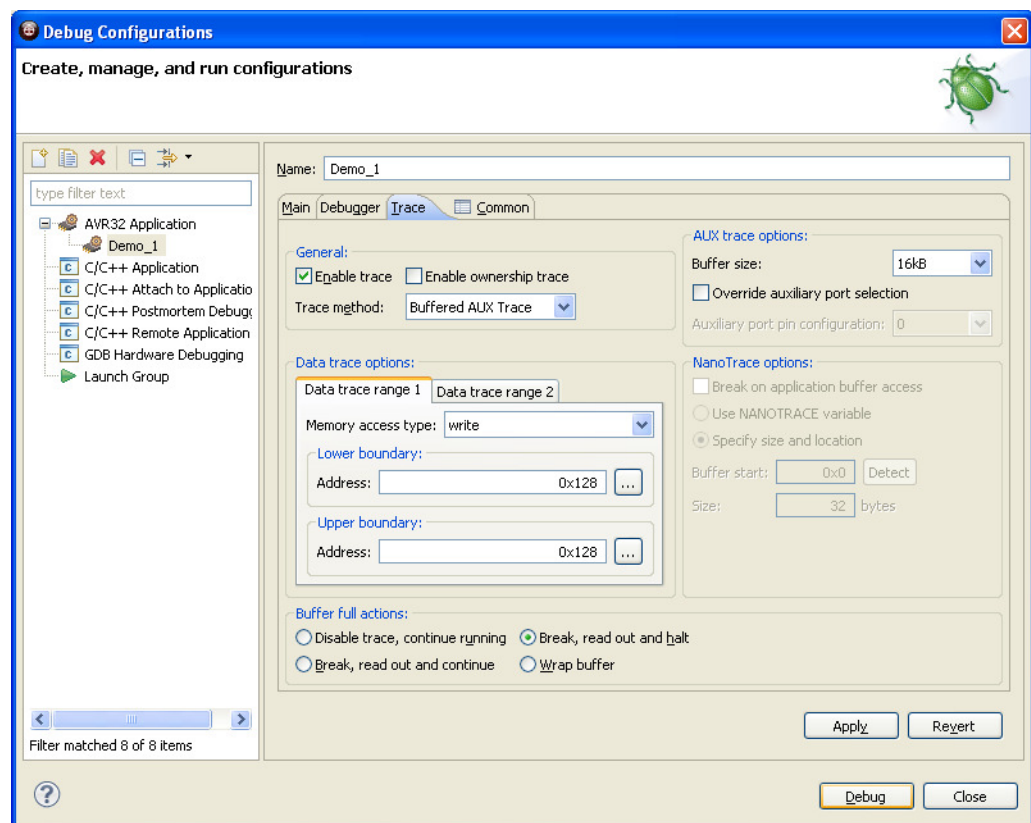 Debug Configurations
Create, manage, and run configurations
type filter text
AVR32 Application
Demo_1
C/C++ Application
C/C++ Attach to Applicatio
C/C++ Postmortem Debugg
C/C++ Remote Application
GDB Hardware Debugging
Launch Group
Filter matched 8 of 8 items
Name: Demo_1
Main Debugger Trace Common
General:
Enable trace Enable ownership trace
Trace method: Buffered AUX Trace
AUX trace options:
Buffer size: 16kB
Override auxiliary port selection
Auxiliary port pin configuration: 0
Data trace options:
Data trace range 1 Data trace range 2
Memory access type: write
Lower boundary:
Address: 0x128 ...
Upper boundary:
Address: 0x128 ...
NanoTrace options:
Break on application buffer access
Use NANOTRACE variable
Specify size and location
Buffer start: 0x0 Detect
Size: 32 bytes
Buffer full actions:
Disable trace, continue running Break, read out and halt
Break, read out and continue Wrap buffer
Apply Revert
? Debug Close